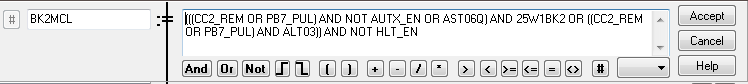 # BK2MCL := (((CC2_REM OR PB7_PUL) AND NOT AUTX_EN OR AST06Q) AND 25W1BK2 OR ((CC2_REM
OR PB7_PUL) AND ALT03)) AND NOT HLT_EN
Accept
Cancel
And Or Not ( ) + - / * > < >= <= = <> # Help